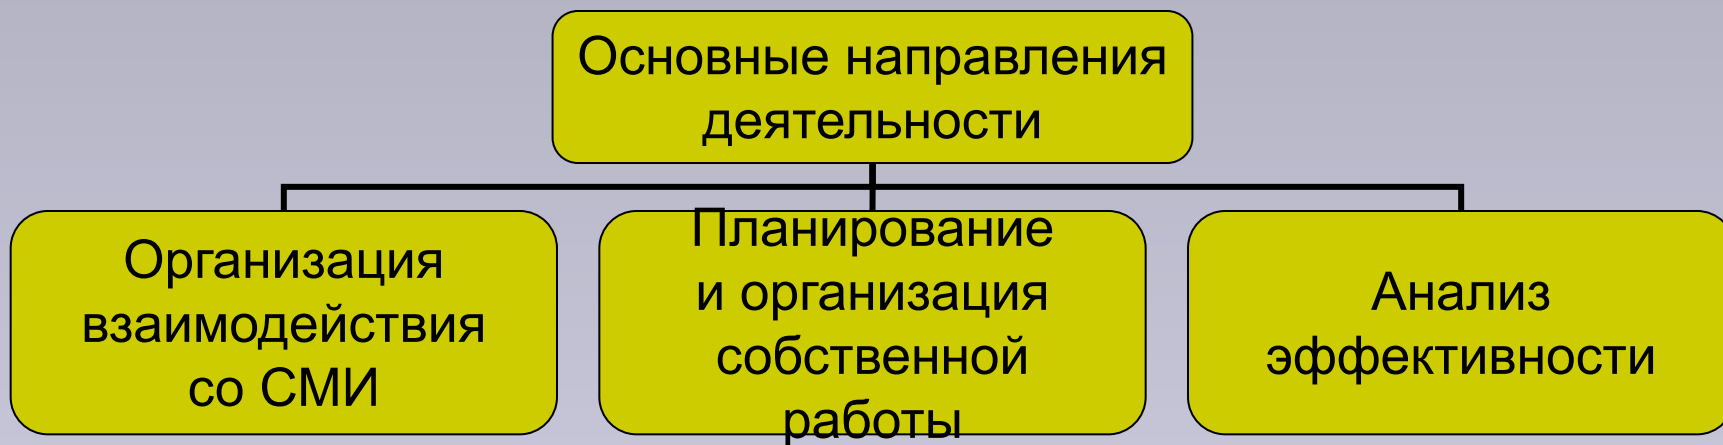 Основные направления
деятельности
Организация
взаимодействия
со СМИ
Планирование
и организация
собственной
работы
Анализ
эффективности